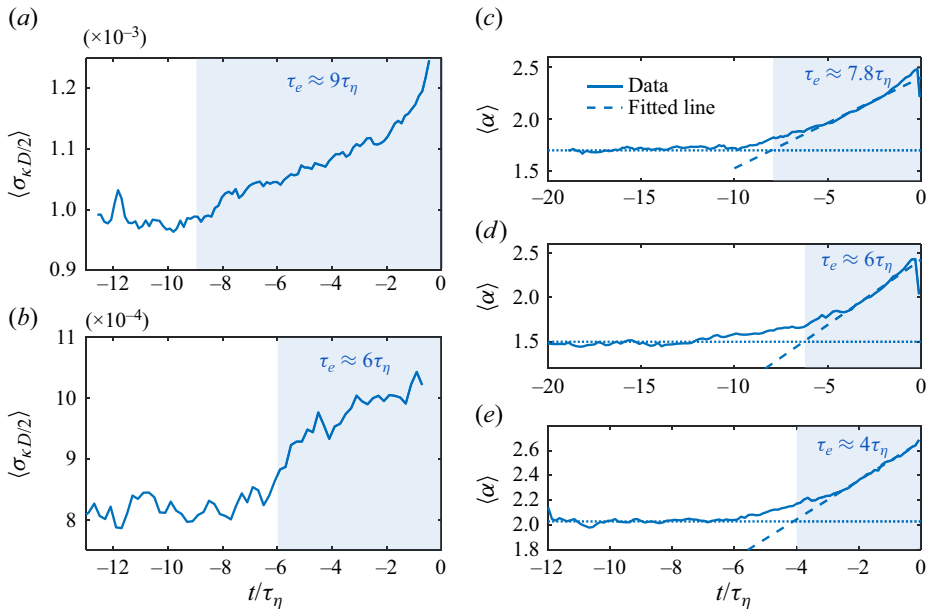 (a)
(×10⁻³)
1.2
1.1
1.0
0.9
⟨σκD/2⟩
τe ≈ 9τη
−12 −10 −8 −6 −4 −2 0
(b)
(×10⁻⁴)
11
10
9
8
⟨σκD/2⟩
τe ≈ 6τη
−12 −10 −8 −6 −4 −2 0
t/τη
(c)
2.5
2.0
1.5
⟨α⟩
Data
Fitted line
τe ≈ 7.8τη
−20 −15 −10 −5 0
(d)
2.5
2.0
1.5
⟨α⟩
τe ≈ 6τη
−20 −15 −10 −5 0
(e)
2.6
2.4
2.2
2.0
1.8
⟨α⟩
τe ≈ 4τη
−12 −10 −8 −6 −4 −2 0
t/τη